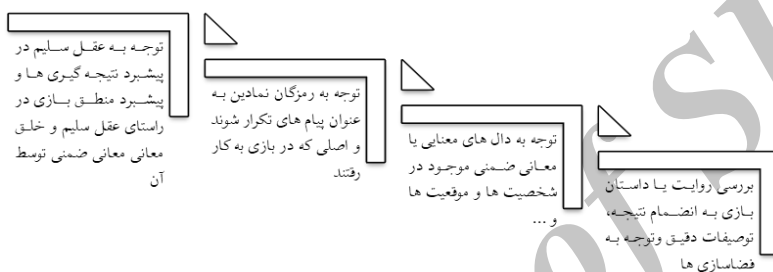 بررسی روایت یا داستان
بازی به انضمام نتیجه،
توصیفات دقیق وتوجه به
فضاسازی ها
توجه به دال های معنایی یا
معانی ضمنی موجود در
شخصیت ها و موقعیت ها
و ...
توجه به رمزگان نمادین به
عنوان پیام های تکرار شوند
و اصلی که در بازی به کار
رفتند
توجه به عقل سلیم در
پیشبرد نتیجه گیری ها و
پیشبرد منطق بازی در
راستای عقل سلیم و خلق
معانی معانی ضمنی توسط
آن
of